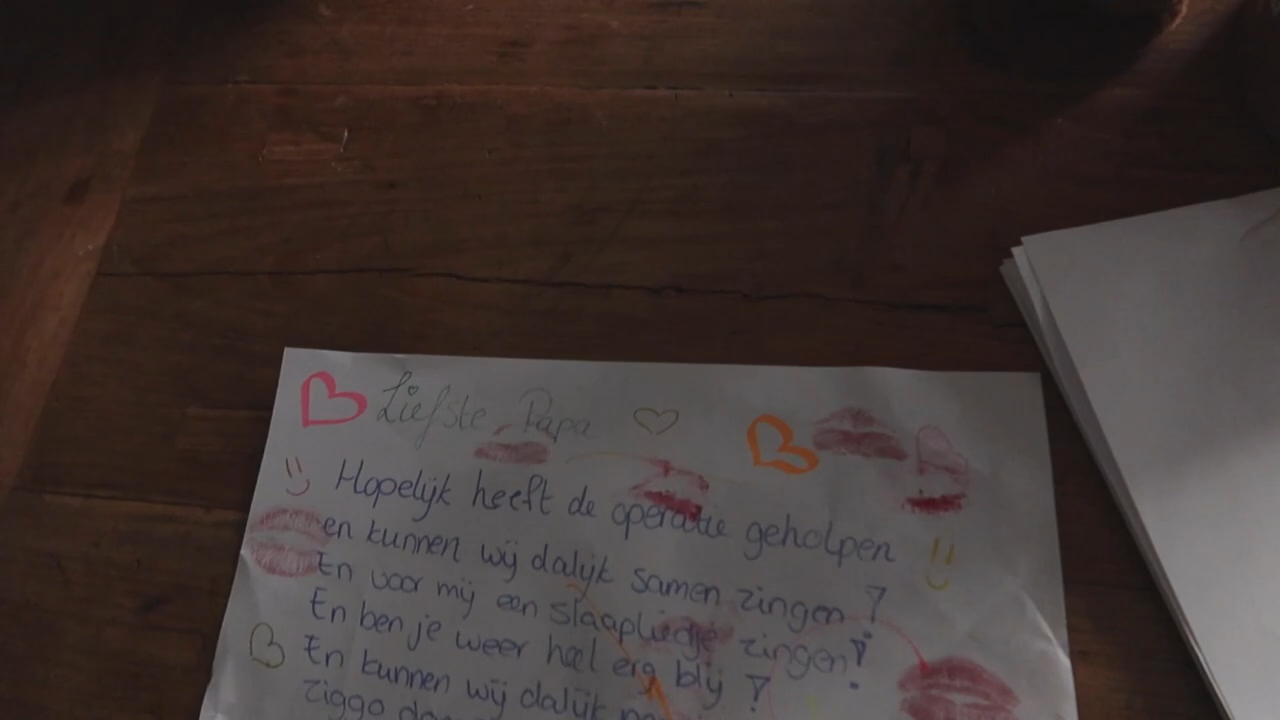 Liefste Papa
Hopelijk heeft de operatie geholpen
en kunnen wij dalijk samen zingen ?
En voor mij een slaapliedje zingen?
En ben je weer heel erg blij ?
En kunnen wij dalijk
ziggo